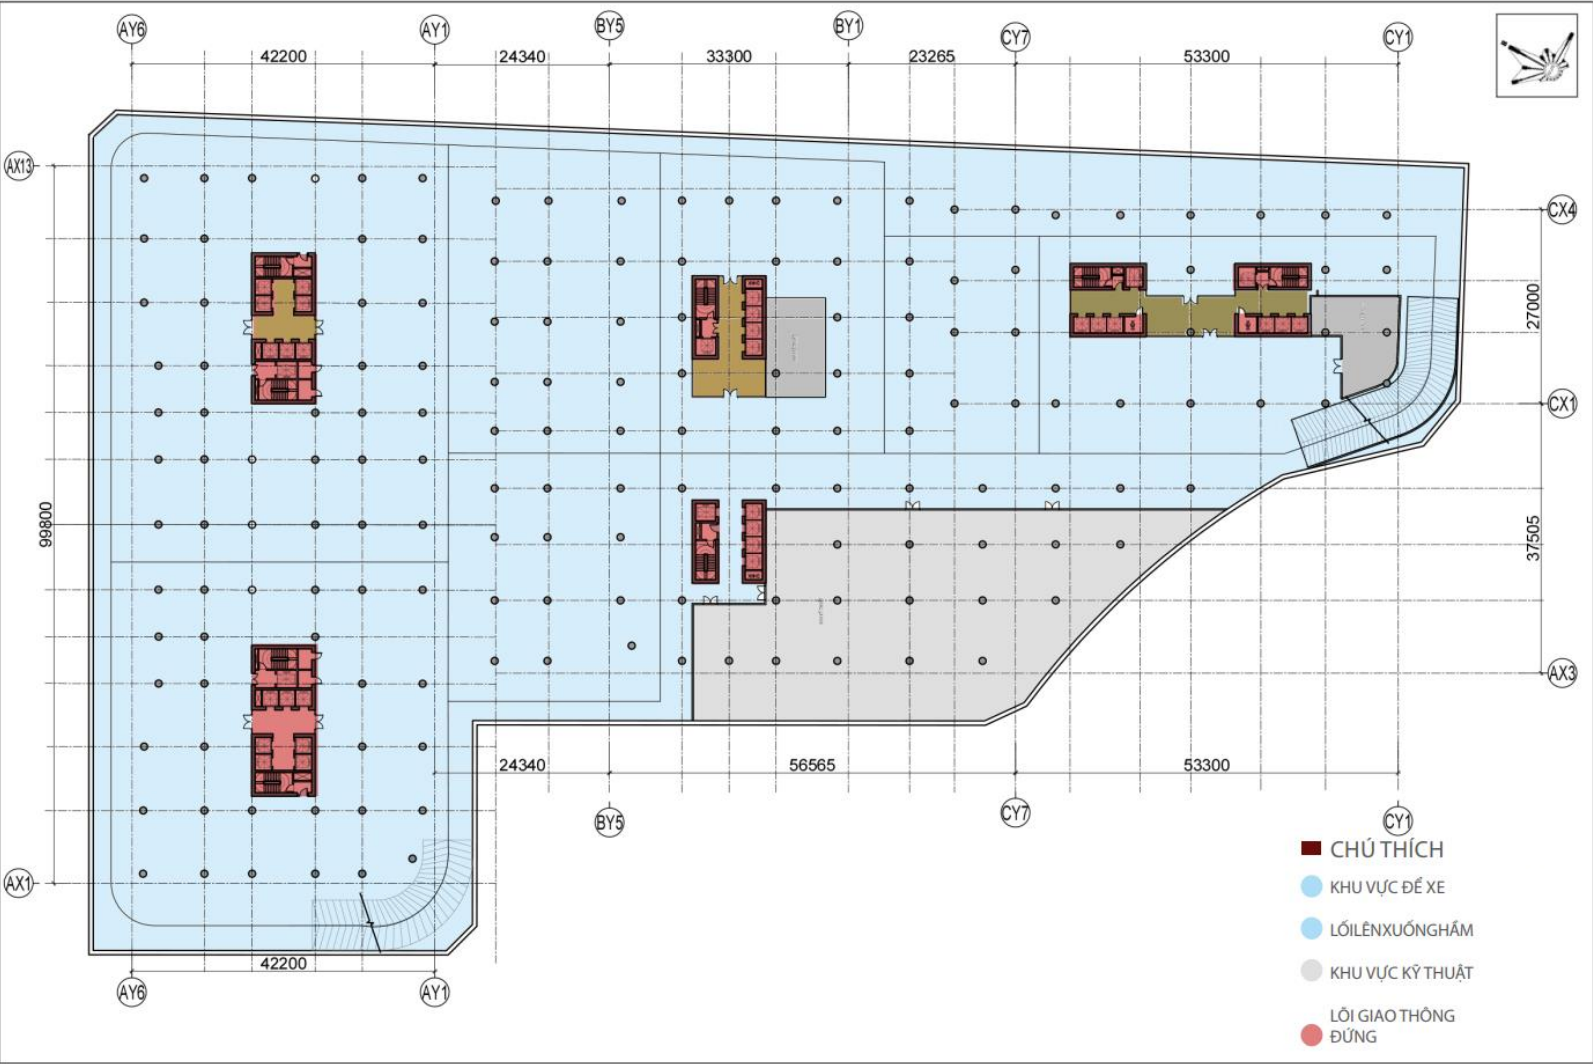 AY6 AY1 BY5 BY1 CY7 CY1
42200 24340 33300 23265 53300
AX13
CX4
27000
CX1
99800
37505
AX3
24340 56565 53300
BY5 CY7 CY1
AX1
42200
AY6 AY1
CHÚ THÍCH
KHU VỰC ĐỂ XE
LỐILÊNXUỐNGHẦM
KHU VỰC KỸ THUẬT
LÕI GIAO THÔNG
ĐỨNG